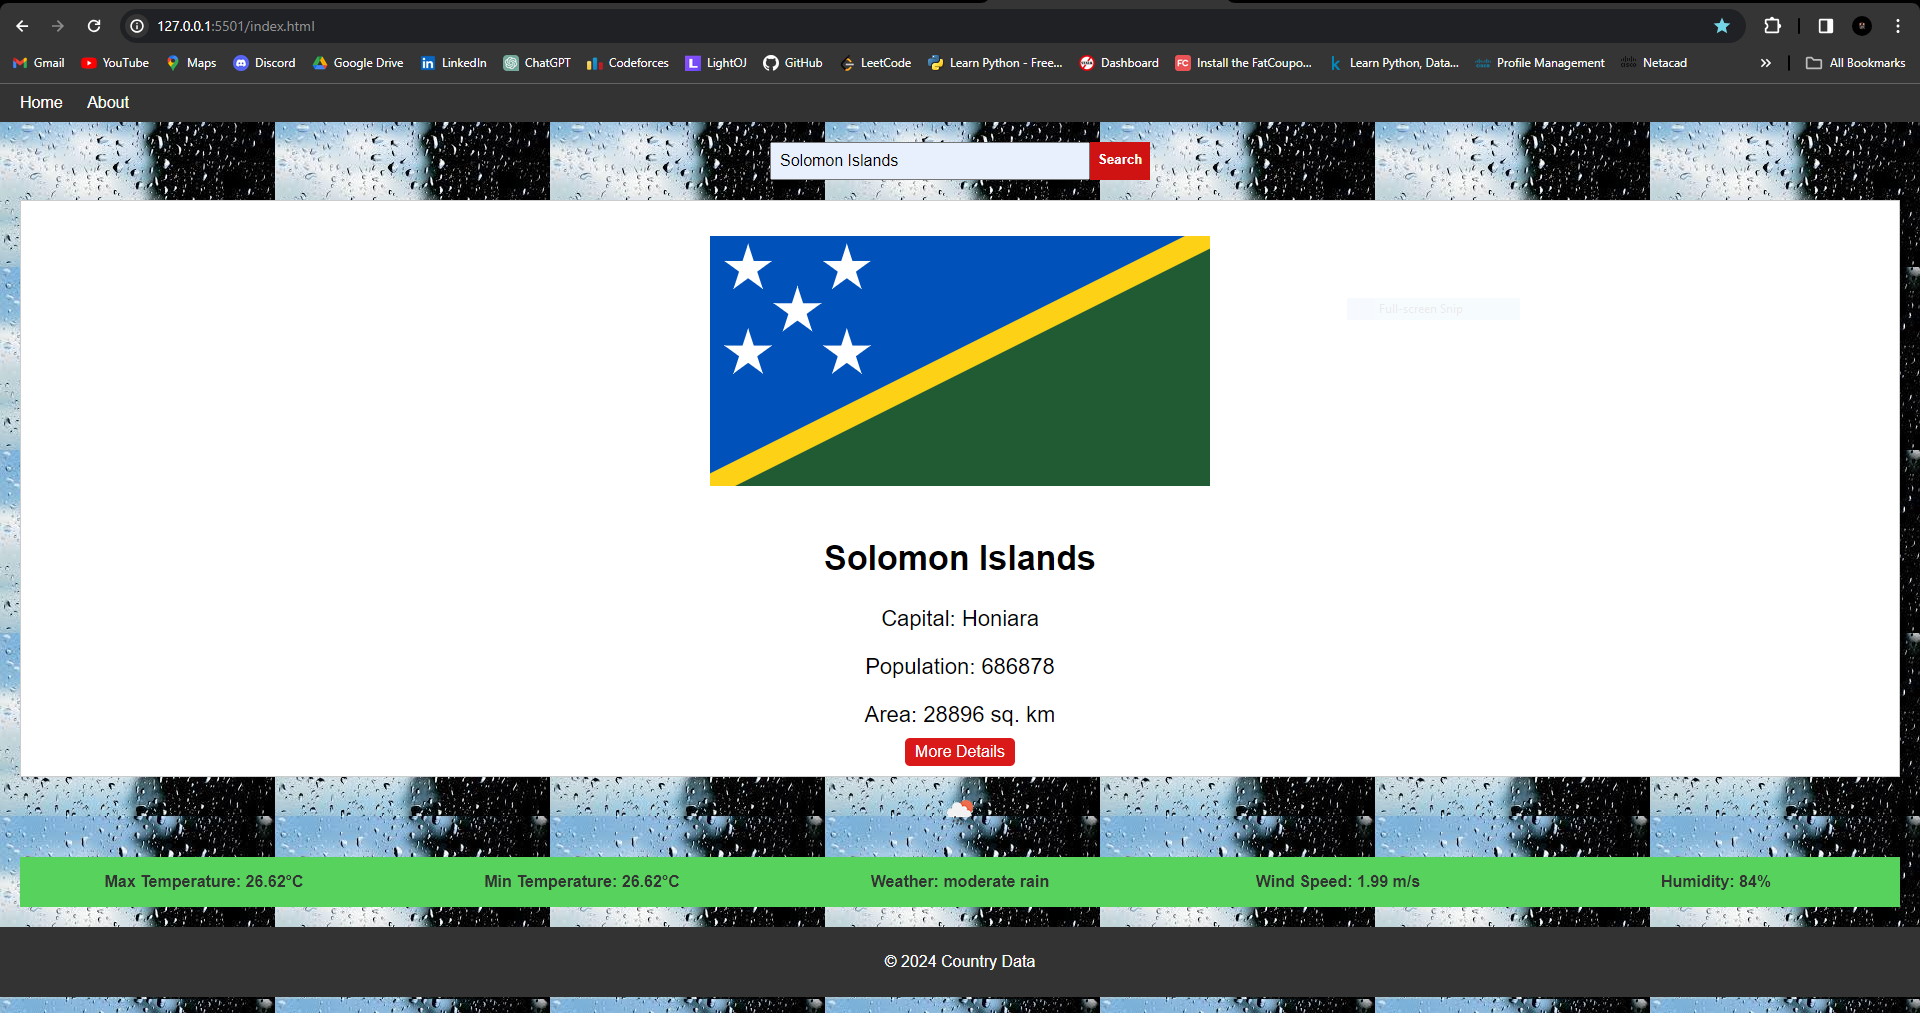 127.0.0.1:5501/index.html
Gmail YouTube Maps Discord Google Drive LinkedIn ChatGPT Codeforces LightOJ GitHub LeetCode Learn Python - Free... Dashboard FC Install the FatCoupo... Learn Python, Data... Profile Management Netacad » All Bookmarks
Home About
Solomon Islands Search
Full-screen Snip
Solomon Islands
Capital: Honiara
Population: 686878
Area: 28896 sq. km
More Details
Max Temperature: 26.62°C Min Temperature: 26.62°C Weather: moderate rain Wind Speed: 1.99 m/s Humidity: 84%
© 2024 Country Data